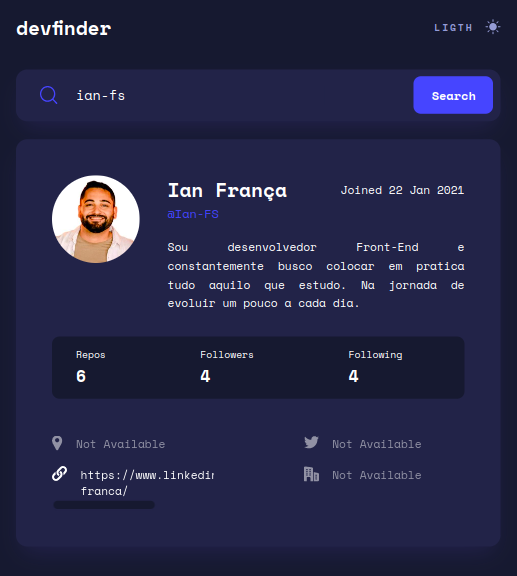 devfinder
LIGTH
ian-fs
Search
Ian França
Joined 22 Jan 2021
@Ian-FS
Sou desenvolvedor Front-End e
constantemente busco colocar em pratica
tudo aquilo que estudo. Na jornada de
evoluir um pouco a cada dia.
Repos
Followers
Following
6
4
4
Not Available
Not Available
https://www.linkedin
franca/
Not Available